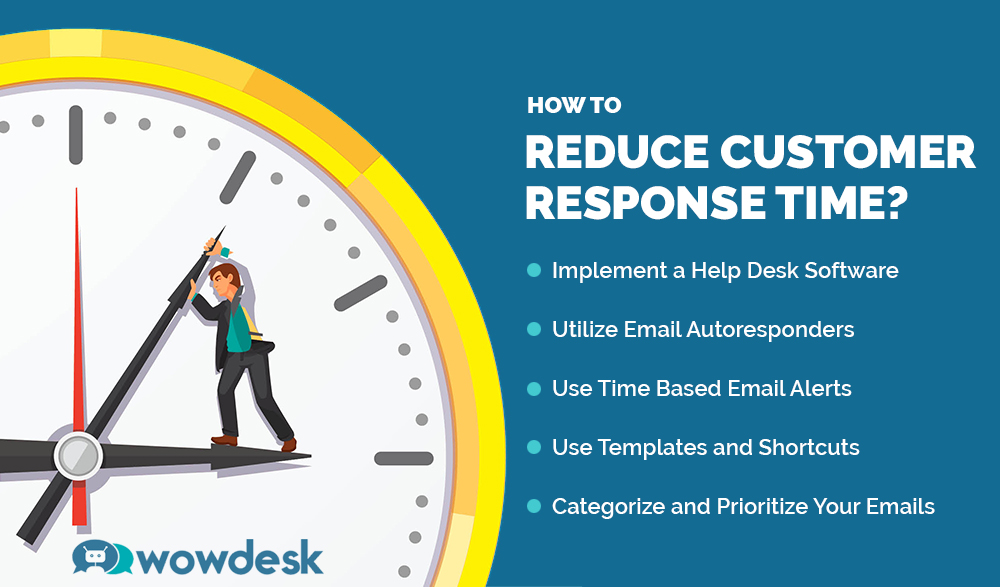 HOW TO
REDUCE CUSTOMER
RESPONSE TIME?
Implement a Help Desk Software
Utilize Email Autoresponders
Use Time Based Email Alerts
Use Templates and Shortcuts
Categorize and Prioritize Your Emails
wowdesk